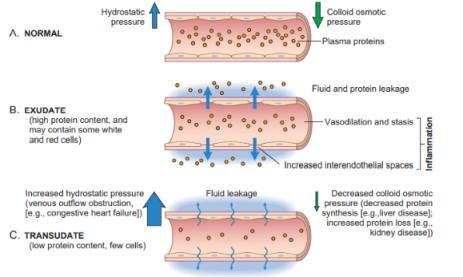 Hydrostatic
pressure
Colloid osmotic
pressure
A. NORMAL
Plasma proteins
Fluid and protein leakage
B. EXUDATE
(high protein content, and
may contain some white
and red cells)
Vasodilation and stasis
Inflammation
Increased interendothelial spaces
Increased hydrostatic pressure
(venous outflow obstruction,
[e.g., congestive heart failure])
Fluid leakage
Decreased colloid osmotic
pressure (decreased protein
synthesis [e.g.,liver disease];
increased protein loss [e.g.,
kidney disease])
C. TRANSUDATE
(low protein content, few cells)